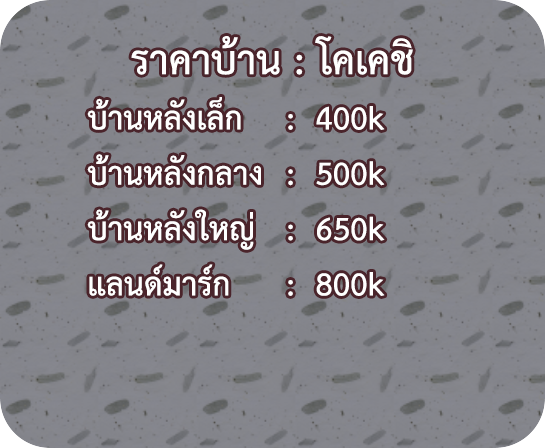 ราคาบ้าน : โคเคชิ
บ้านหลังเล็ก : 400k
บ้านหลังกลาง : 500k
บ้านหลังใหญ่ : 650k
แลนด์มาร์ก : 800k